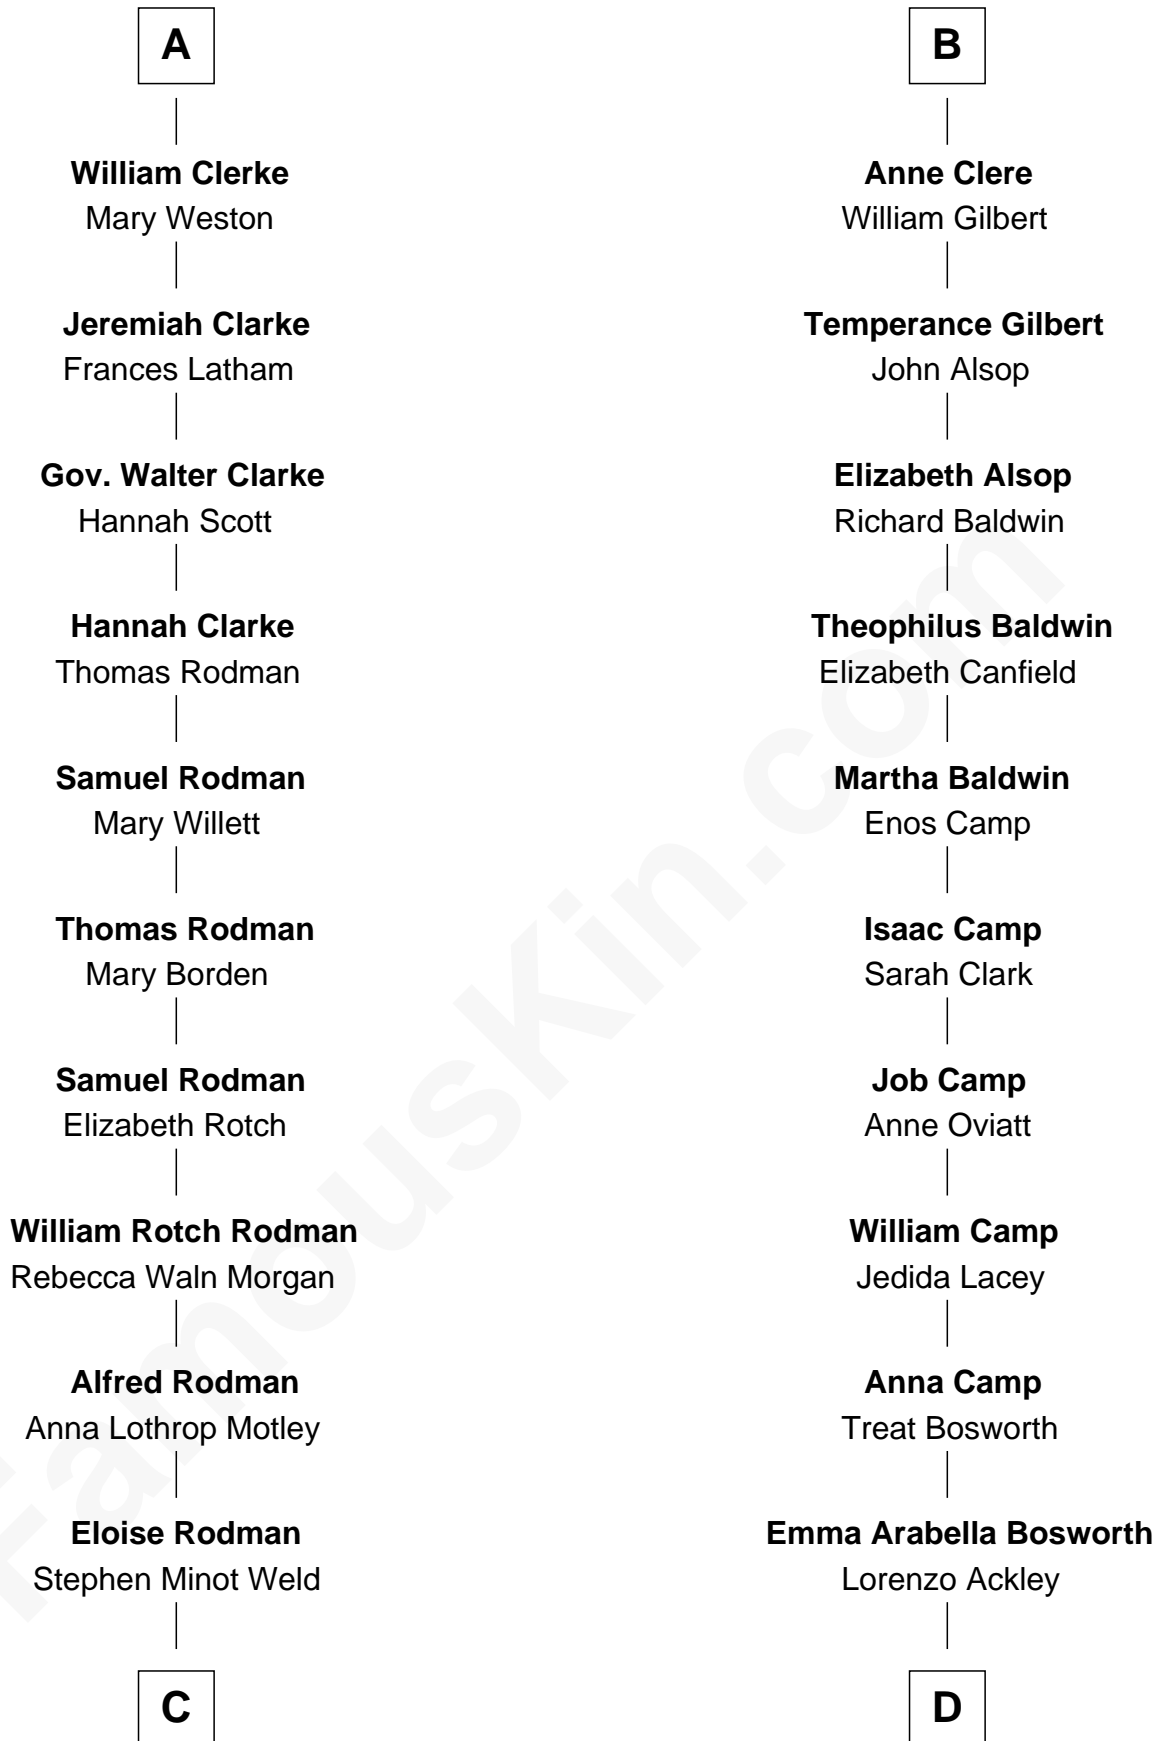 A
William Clerke
Mary Weston
Jeremiah Clarke
Frances Latham
Gov. Walter Clarke
Hannah Scott
Hannah Clarke
Thomas Rodman
Samuel Rodman
Mary Willett
Thomas Rodman
Mary Borden
Samuel Rodman
Elizabeth Rotch
William Rotch Rodman
Rebecca Waln Morgan
Alfred Rodman
Anna Lothrop Motley
Eloise Rodman
Stephen Minot Weld
C
B
Anne Clere
William Gilbert
Temperance Gilbert
John Alsop
Elizabeth Alsop
Richard Baldwin
Theophilus Baldwin
Elizabeth Canfield
Martha Baldwin
Enos Camp
Isaac Camp
Sarah Clark
Job Camp
Anne Oviatt
William Camp
Jedida Lacey
Anna Camp
Treat Bosworth
Emma Arabella Bosworth
Lorenzo Ackley
D
FamousKin.com